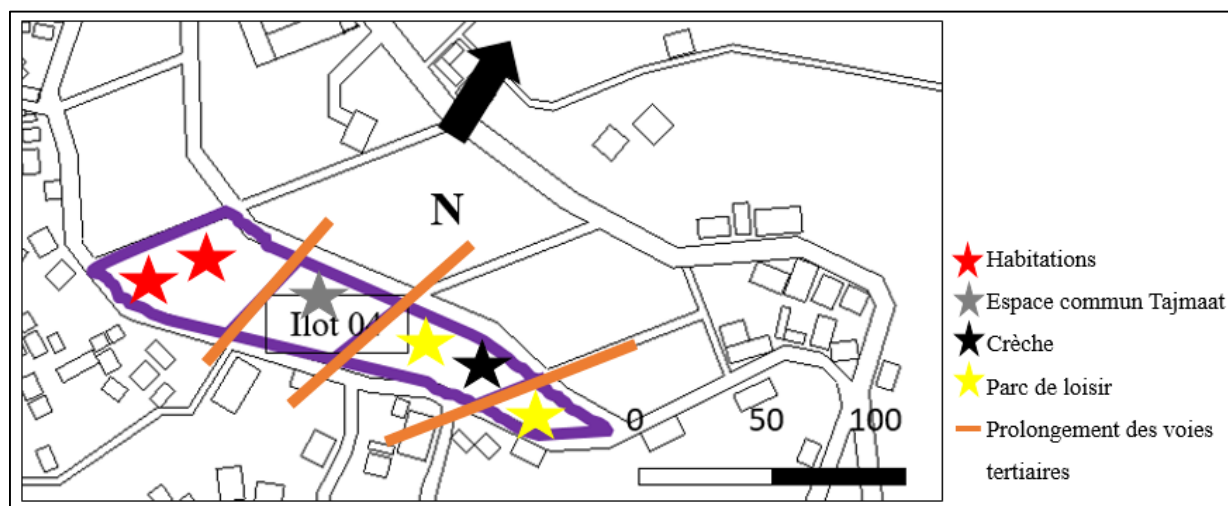 N
Ilot 04
0 50 100
Habitations
Espace commun Tajmaat
Crèche
Parc de loisir
Prolongement des voies
tertiaires